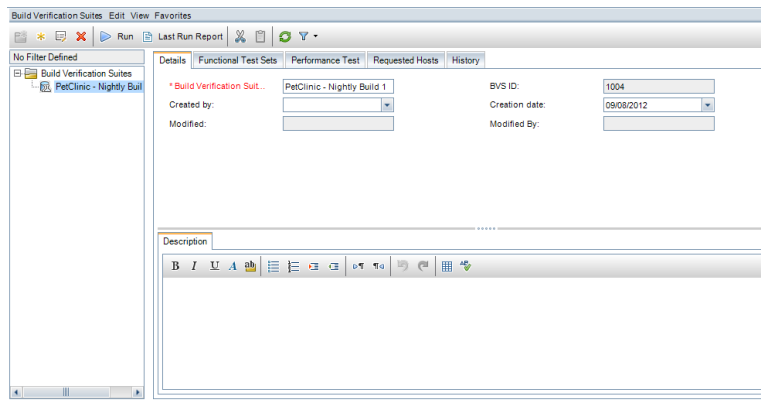 Build Verification Suites Edit View Favorites
Run Last Run Report
No Filter Defined
Details Functional Test Sets Performance Test Requested Hosts History
Build Verification Suites
PetClinic - Nightly Buil
* Build Verification Suit... PetClinic - Nightly Build 1 BVS ID: 1004
Created by: Creation date: 09/08/2012
Modified: Modified By:
Description
B I U A ab